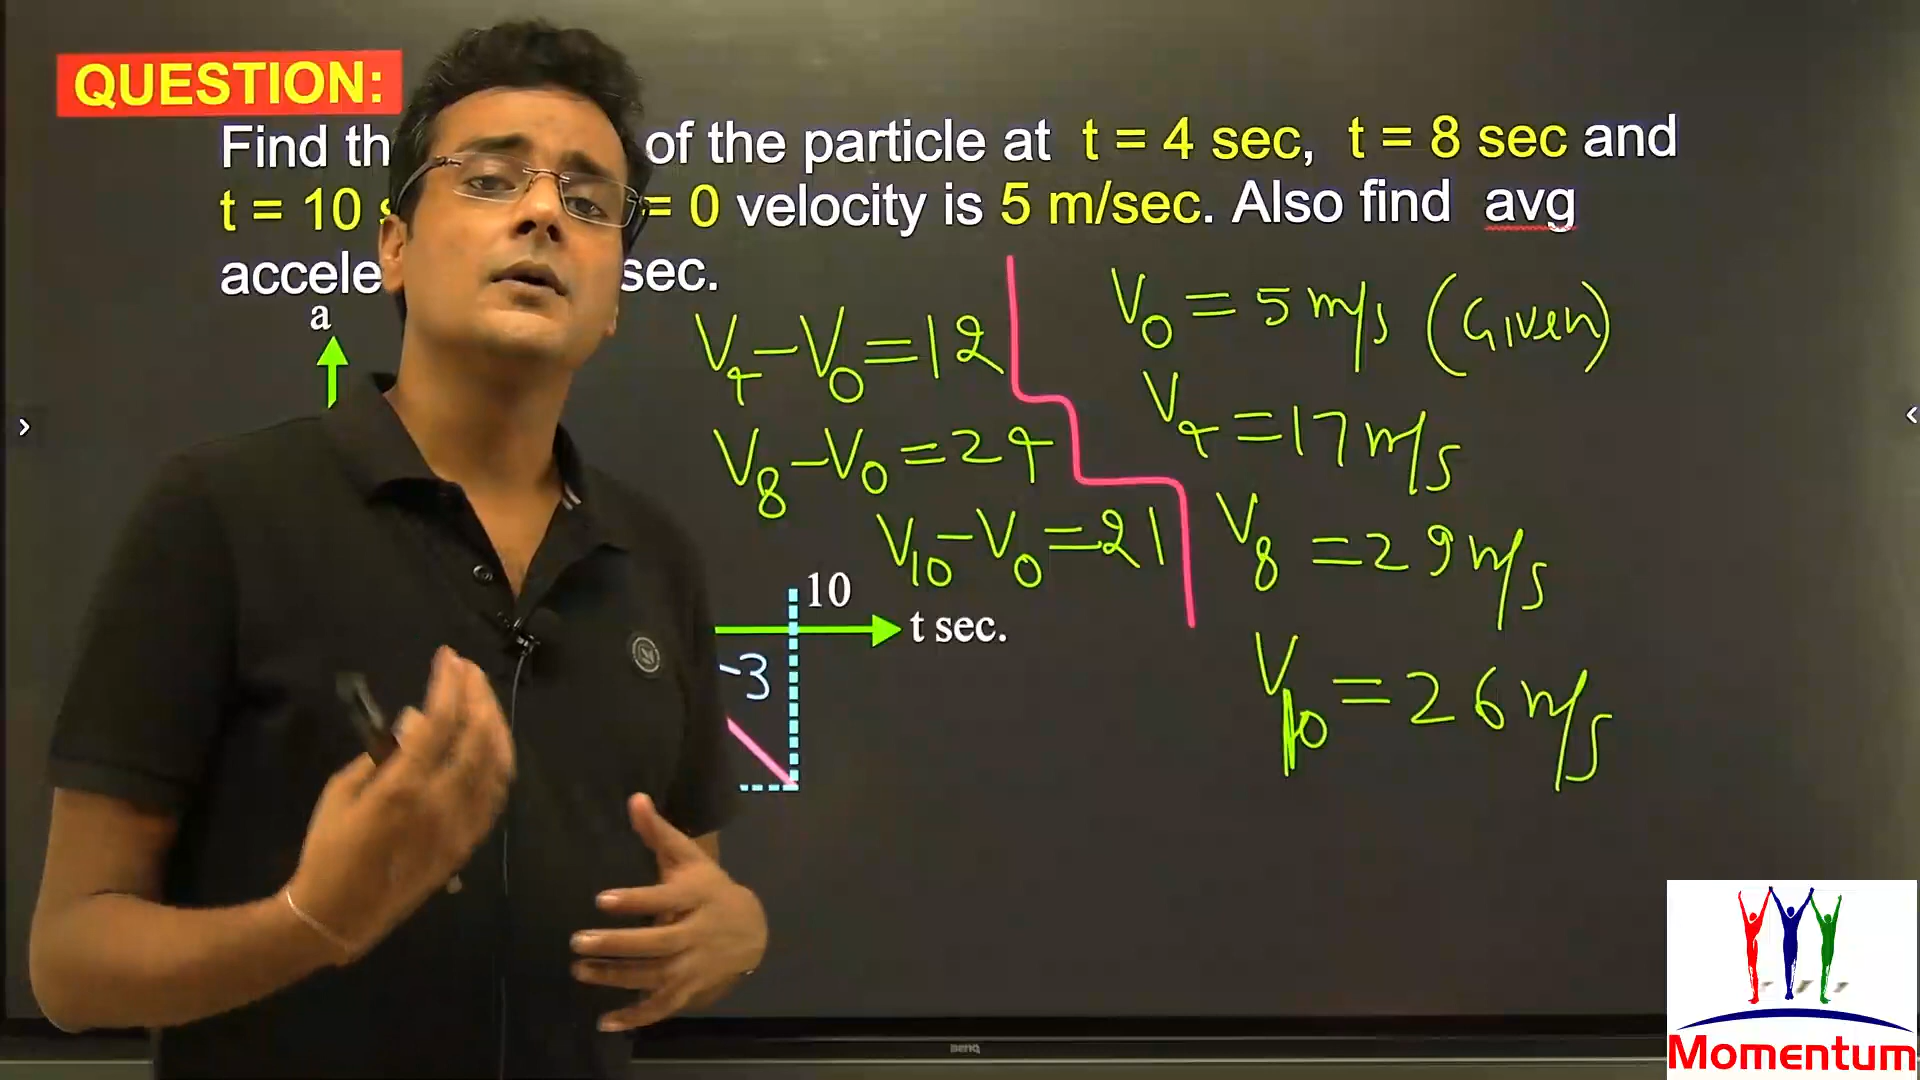 QUESTION:
Find th of the particle at t = 4 sec, t = 8 sec and
t = 10 = 0 velocity is 5 m/sec. Also find avg
accele sec.
a
V4 – V0 = 12
V8 – V0 = 24
V10 – V0 = 21
V0 = 5 m/s (Given)
V4 = 17 m/s
V8 = 29 m/s
V10 = 26 m/s
10
t sec.
-3
BenQ
Momentum